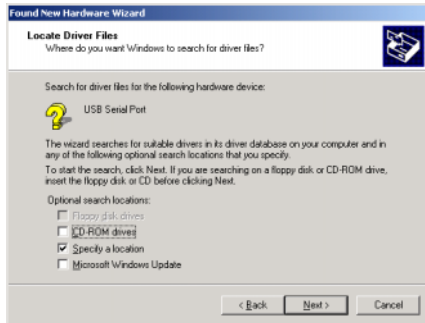 Found New Hardware Wizard
Locate Driver Files
Where do you want Windows to search for driver files?
Search for driver files for the following hardware device:
USB Serial Port
The wizard searches for suitable drivers in its driver database on your computer and in
any of the following optional search locations that you specify.
To start the search, click Next. If you are searching on a floppy disk or CD-ROM drive,
insert the floppy disk or CD before clicking Next.
Optional search locations:
Floppy disk drives
CD-ROM drives
Specify a location
Microsoft Windows Update
< Back
Next >
Cancel